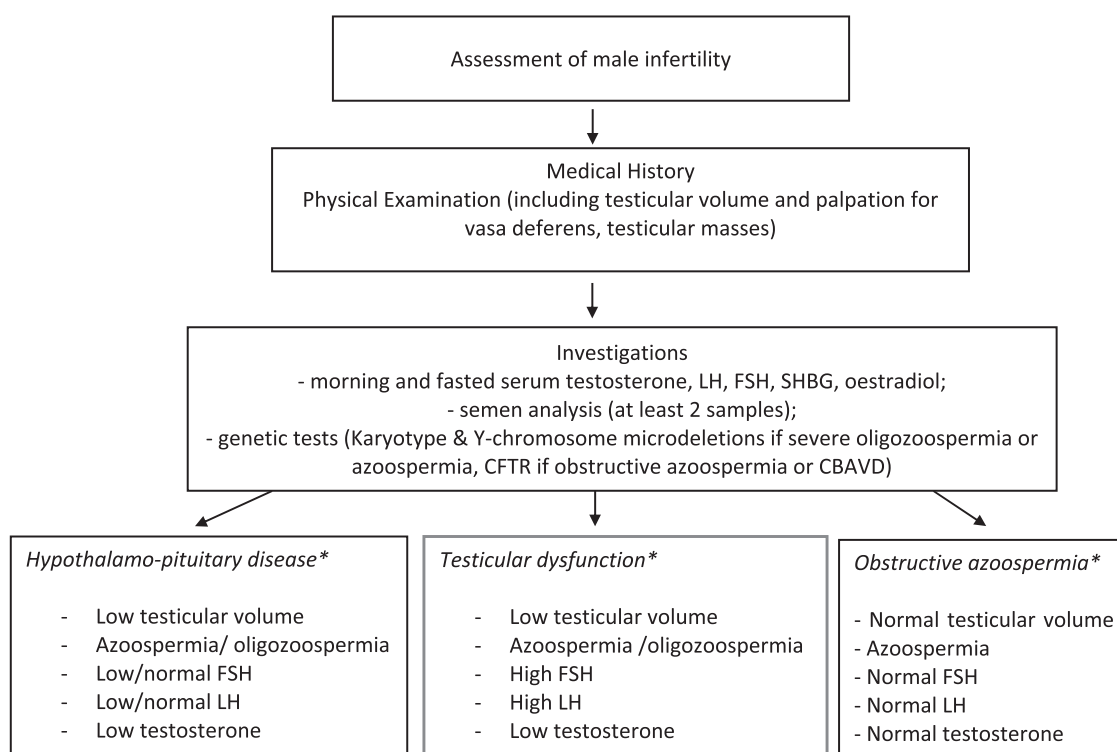 Assessment of male infertility
Medical History
Physical Examination (including testicular volume and palpation for
vasa deferens, testicular masses)
Investigations
- morning and fasted serum testosterone, LH, FSH, SHBG, oestradiol;
- semen analysis (at least 2 samples);
- genetic tests (Karyotype & Y-chromosome microdeletions if severe oligozoospermia or
azoospermia, CFTR if obstructive azoospermia or CBAVD)
Hypothalamo-pituitary disease*
- Low testicular volume
- Azoospermia/ oligozoospermia
- Low/normal FSH
- Low/normal LH
- Low testosterone
Testicular dysfunction*
- Low testicular volume
- Azoospermia /oligozoospermia
- High FSH
- High LH
- Low testosterone
Obstructive azoospermia*
- Normal testicular volume
- Azoospermia
- Normal FSH
- Normal LH
- Normal testosterone